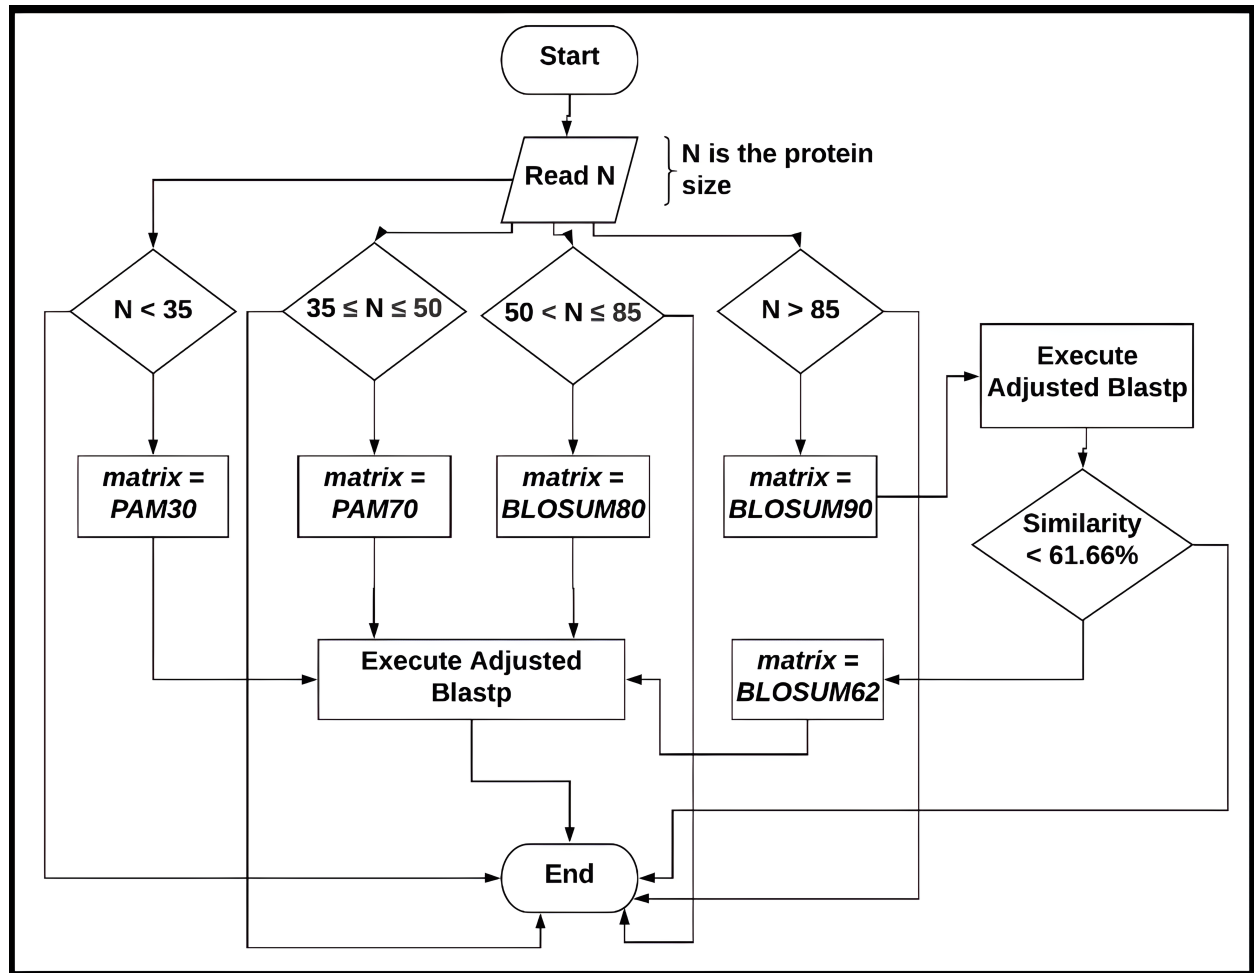 Start
Read N
N is the protein
size
N < 35
35 ≤ N ≤ 50
50 < N ≤ 85
N > 85
Execute
Adjusted Blastp
matrix =
PAM30
matrix =
PAM70
matrix =
BLOSUM80
matrix =
BLOSUM90
Similarity
< 61.66%
Execute Adjusted
Blastp
matrix =
BLOSUM62
End